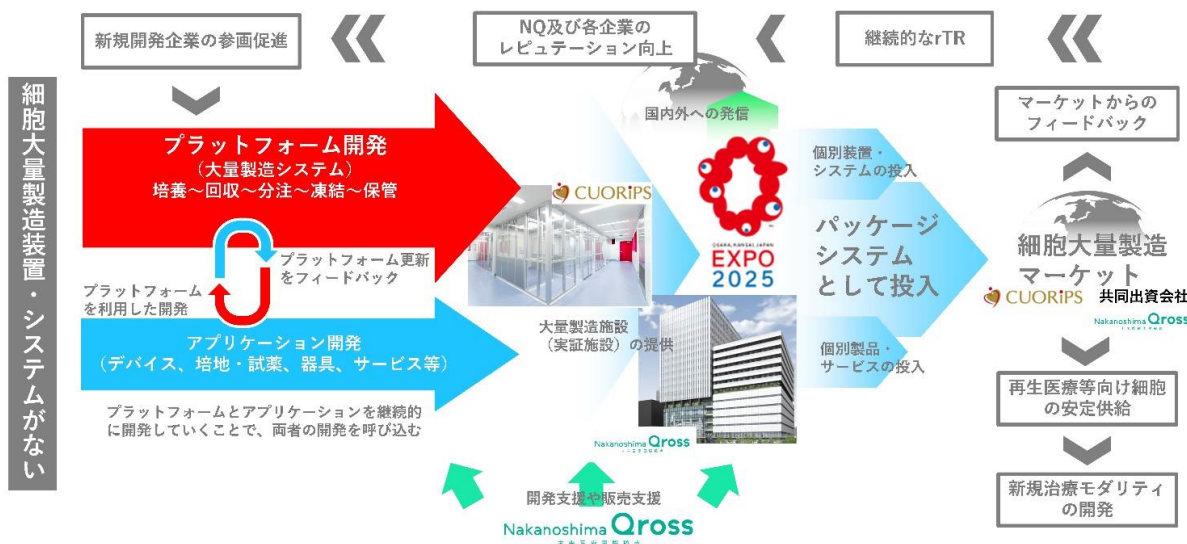 新規開発企業の参画促進
NQ及び各企業の
レピュテーション向上
継続的なrTR
細胞大量製造装置・システムがない
プラットフォーム開発
（大量製造システム）
培養～回収～分注～凍結～保管
プラットフォーム更新
をフィードバック
プラットフォーム
を利用した開発
アプリケーション開発
（デバイス、培地・試薬、器具、サービス等）
プラットフォームとアプリケーションを継続的
に開発していくことで、両者の開発を呼び込む
国内外への発信
CUORiPS
OSAKA, KANSAI, JAPAN
EXPO
2025
大量製造施設
（実証施設）の提供
Nakanoshima Qross
開発支援や販売支援
Nakanoshima Qross
未来医療国際拠点
個別装置・
システムの投入
パッケージ
システム
として投入
個別製品・
サービスの投入
マーケットからの
フィードバック
細胞大量製造
マーケット
CUORiPS 共同出資会社
Nakanoshima Qross
再生医療等向け細胞
の安定供給
新規治療モダリティ
の開発